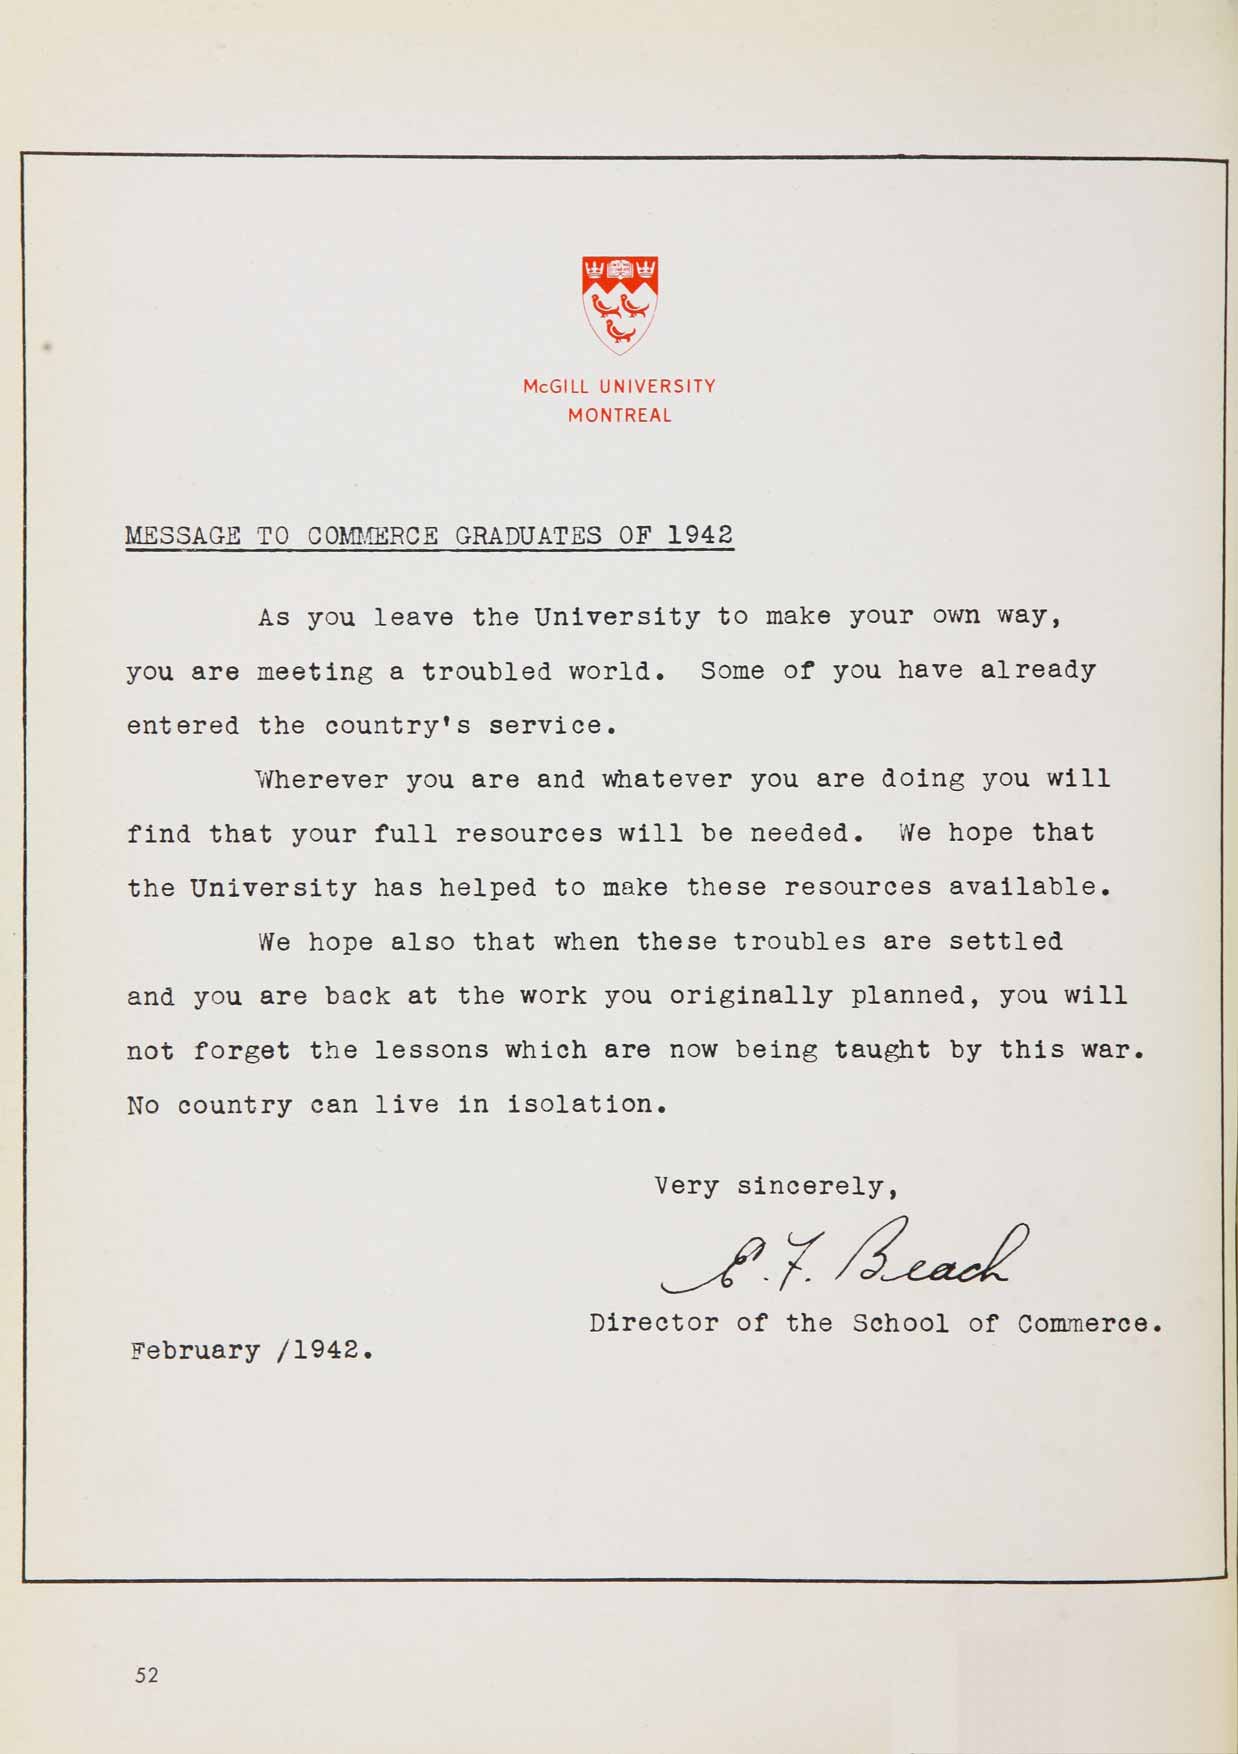 McGILL UNIVERSITY
MONTREAL
MESSAGE TO COMMERCE GRADUATES OF 1942
As you leave the University to make your own way,
you are meeting a troubled world. Some of you have already
entered the country's service.
Wherever you are and whatever you are doing you will
find that your full resources will be needed. We hope that
the University has helped to make these resources available.
We hope also that when these troubles are settled
and you are back at the work you originally planned, you will
not forget the lessons which are now being taught by this war.
No country can live in isolation.
Very sincerely,
E. F. Beach
Director of the School of Commerce.
February /1942.
52